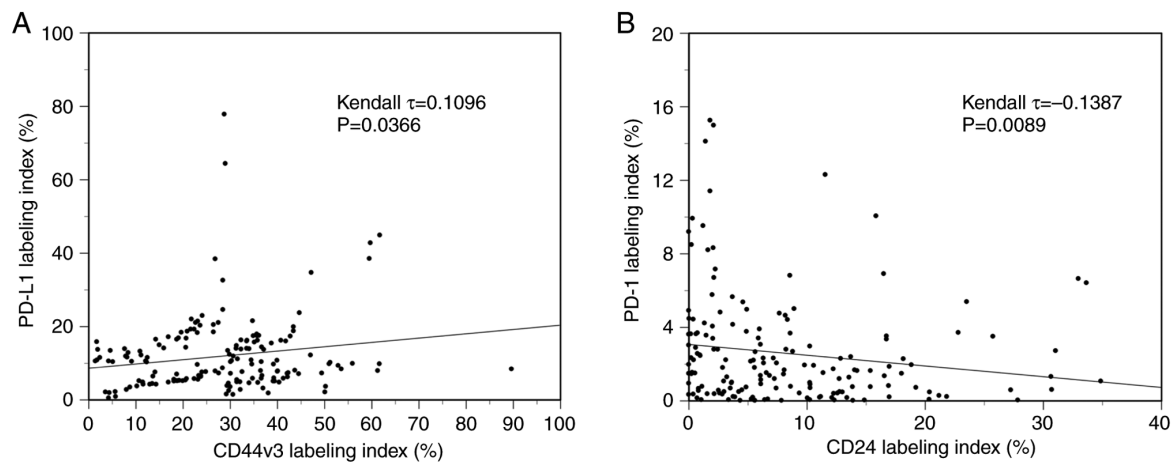 A
100
80
60
40
20
0
PD-L1 labeling index (%)
Kendall τ=0.1096
P=0.0366
0 10 20 30 40 50 60 70 80 90 100
CD44v3 labeling index (%)
B
20
16
12
8
4
0
PD-1 labeling index (%)
Kendall τ=–0.1387
P=0.0089
0 10 20 30 40
CD24 labeling index (%)